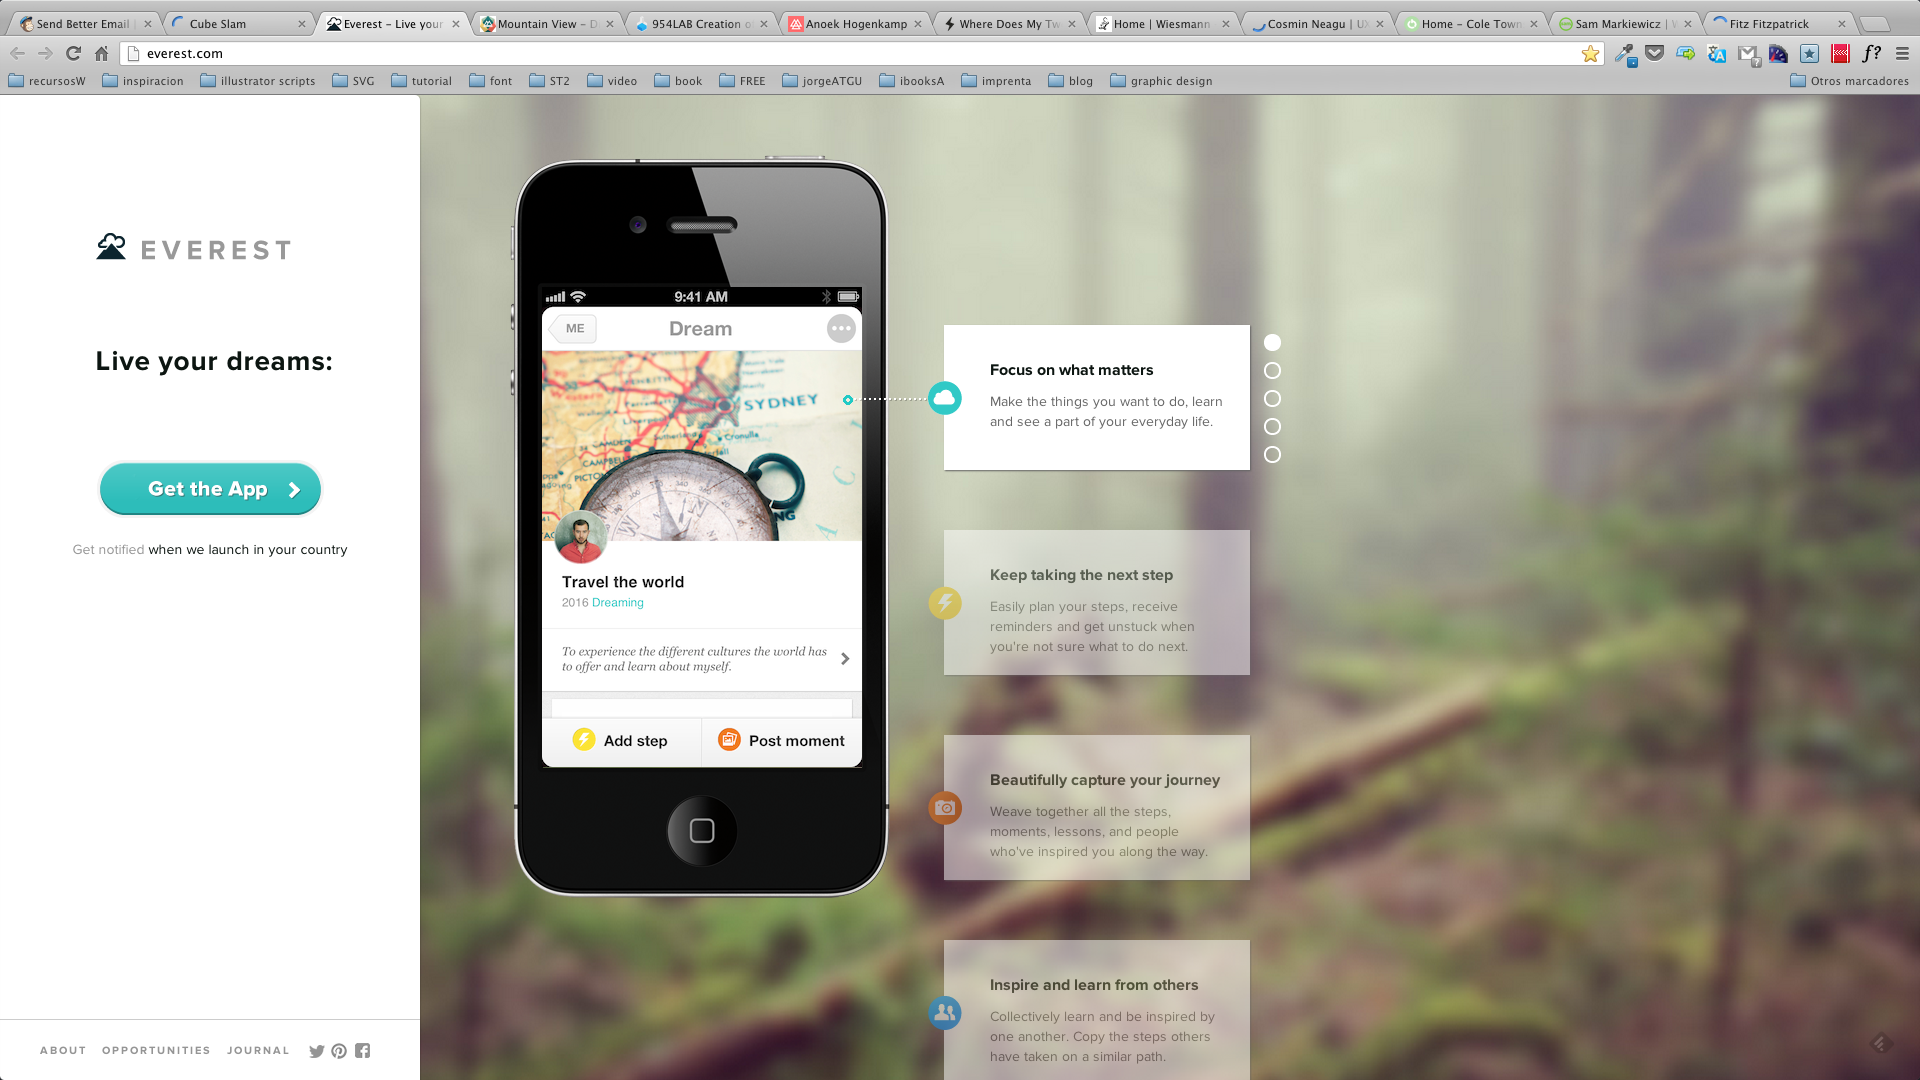 Send Better Email
Cube Slam
Everest – Live your
Mountain View – D
954LAB Creation o
Anoek Hogenkamp
Where Does My Tw
Home | Wiesmann
Cosmin Neagu | UX
Home – Cole Town
Sam Markiewicz | W
Fitz Fitzpatrick
everest.com
f?
recursosW
inspiracion
illustrator scripts
SVG
tutorial
font
ST2
video
book
FREE
jorgeATGU
ibooksA
imprenta
blog
graphic design
Otros marcadores
EVEREST
Live your dreams:
Get the App
Get notified when we launch in your country
ABOUT
OPPORTUNITIES
JOURNAL
9:41 AM
ME
Dream
SYDNEY
Cronulla
Travel the world
2016 Dreaming
To experience the different cultures the world has
to offer and learn about myself.
Add step
Post moment
Focus on what matters
Make the things you want to do, learn
and see a part of your everyday life.
Keep taking the next step
Easily plan your steps, receive
reminders and get unstuck when
you're not sure what to do next.
Beautifully capture your journey
Weave together all the steps,
moments, lessons, and people
who've inspired you along the way.
Inspire and learn from others
Collectively learn and be inspired by
one another. Copy the steps others
have taken on a similar path.